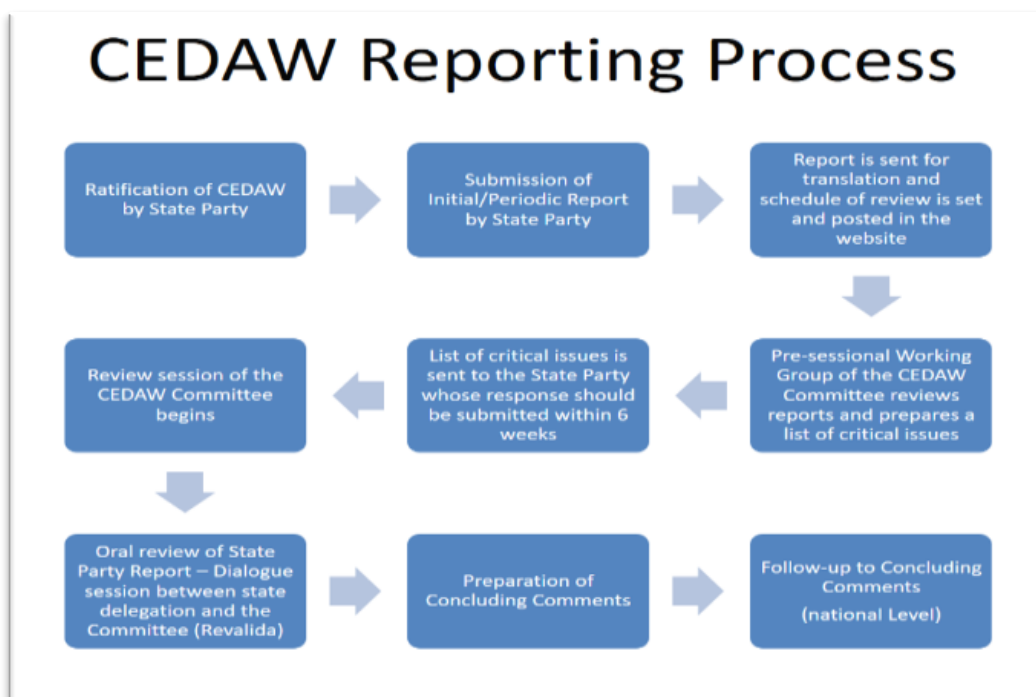 CEDAW Reporting Process
Ratification of CEDAW
by State Party
Submission of
Initial/Periodic Report
by State Party
Report is sent for
translation and
schedule of review is set
and posted in the
website
Pre-sessional Working
Group of the CEDAW
Committee reviews
reports and prepares a
list of critical issues
List of critical issues is
sent to the State Party
whose response should
be submitted within 6
weeks
Review session of the
CEDAW Committee
begins
Oral review of State
Party Report – Dialogue
session between state
delegation and the
Committee (Revalida)
Preparation of
Concluding Comments
Follow-up to Concluding
Comments
(national Level)